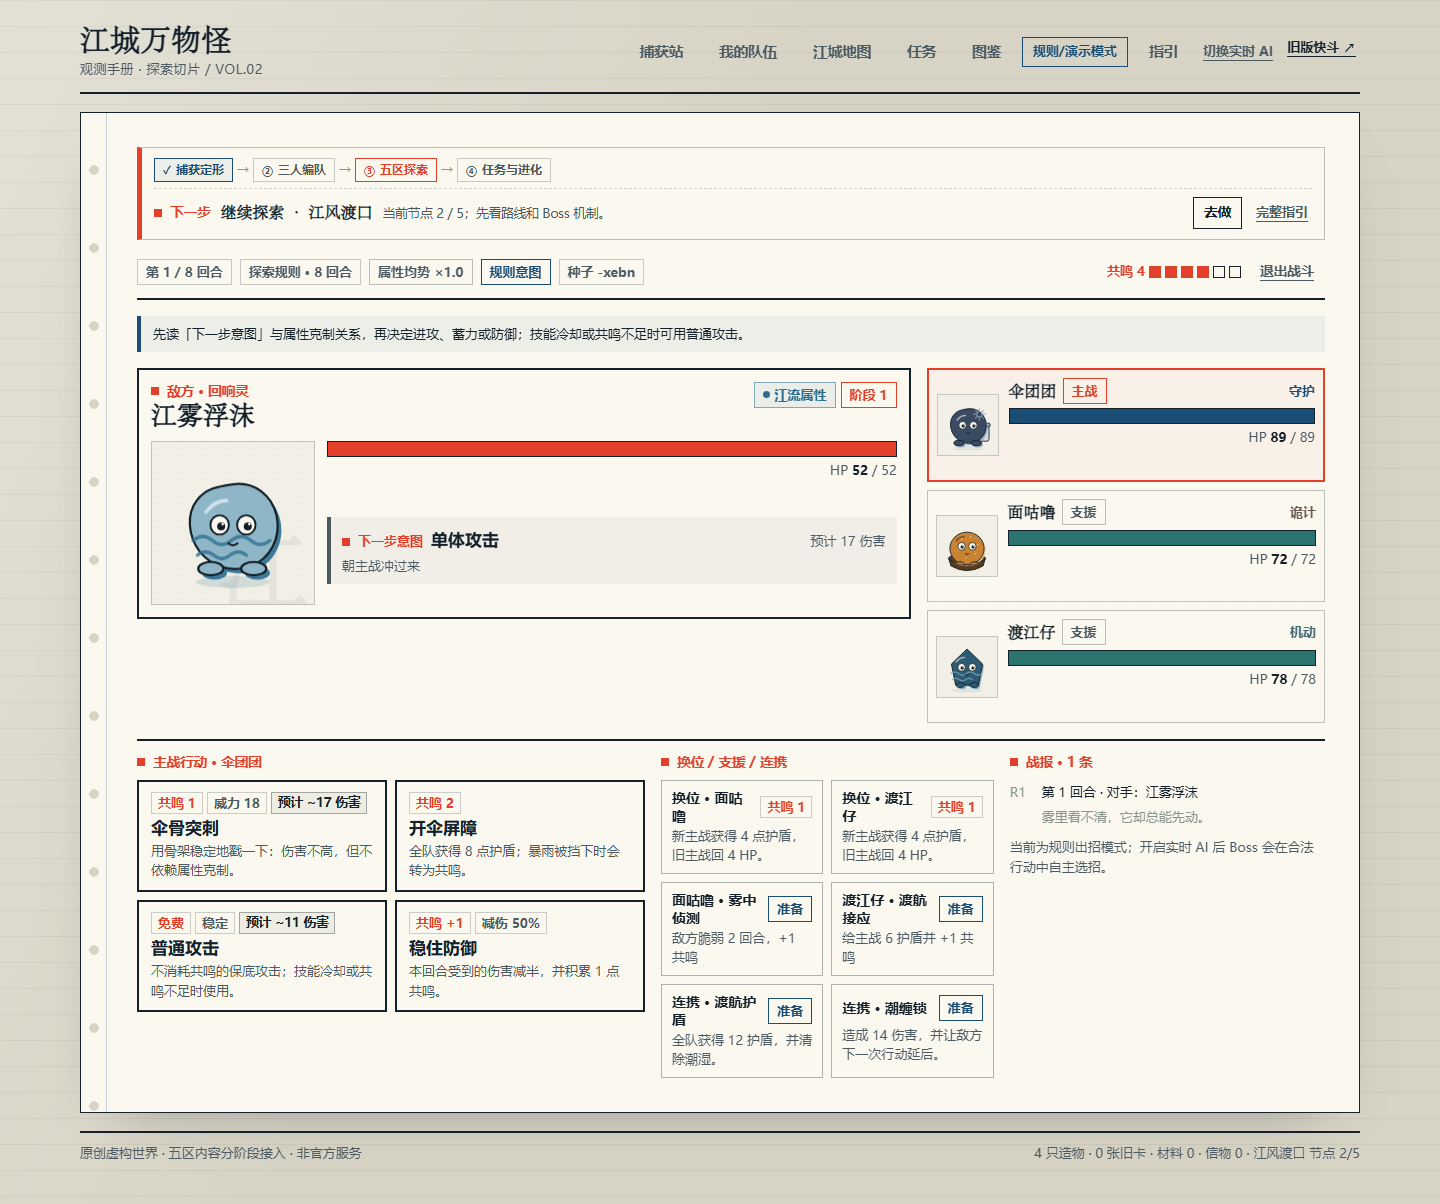 江城万物怪
观测手册 · 探索切片 / VOL.02
捕获站 我的队伍 江城地图 任务 图鉴 规则/演示模式 指引 切换实时 AI 旧版快斗 ↗
✓ 捕获定形 → ② 三人编队 → ③ 五区探索 → ④ 任务与进化
下一步 继续探索 · 江风渡口 当前节点 2 / 5；先看路线和 Boss 机制。 去做 完整指引
第 1 / 8 回合 探索规则 • 8 回合 属性均势 ×1.0 规则意图 种子 -xebn 共鸣 4 退出战斗
先读「下一步意图」与属性克制关系，再决定进攻、蓄力或防御；技能冷却或共鸣不足时可用普通攻击。
敌方 • 回响灵
江雾浮沫
江流属性 阶段 1
HP 52 / 52
下一步意图 单体攻击 预计 17 伤害
朝主战冲过来
伞团团 主战 守护
HP 89 / 89
面咕噜 支援 诡计
HP 72 / 72
渡江仔 支援 机动
HP 78 / 78
主战行动 • 伞团团
共鸣 1 威力 18 预计 ~17 伤害
伞骨突刺
用骨架稳定地戳一下：伤害不高，但不
依赖属性克制。
共鸣 2
开伞屏障
全队获得 8 点护盾；暴雨被挡下时会
转为共鸣。
免费 稳定 预计 ~11 伤害
普通攻击
不消耗共鸣的保底攻击；技能冷却或共
鸣不足时使用。
共鸣 +1 减伤 50%
稳住防御
本回合受到的伤害减半，并积累 1 点
共鸣。
换位 / 支援 / 连携
换位 • 面咕
噜
共鸣 1
新主战获得 4 点护盾，
旧主战回 4 HP。
换位 • 渡江
仔
共鸣 1
新主战获得 4 点护盾，
旧主战回 4 HP。
面咕噜 • 雾中
侦测
准备
敌方脆弱 2 回合，+1
共鸣
渡江仔 • 渡航
接应
准备
给主战 6 护盾并 +1 共
鸣
连携 • 渡航护
盾
准备
全队获得 12 护盾，并清
除潮湿。
连携 • 潮缠锁
准备
造成 14 伤害，并让敌方
下一次行动延后。
战报 • 1 条
R1 第 1 回合 · 对手：江雾浮沫
雾里看不清，它却总能先动。
当前为规则出招模式；开启实时 AI 后 Boss 会在合法
行动中自主选招。
原创虚构世界 · 五区内容分阶段接入 · 非官方服务
4 只造物 · 0 张旧卡 · 材料 0 · 信物 0 · 江风渡口 节点 2/5